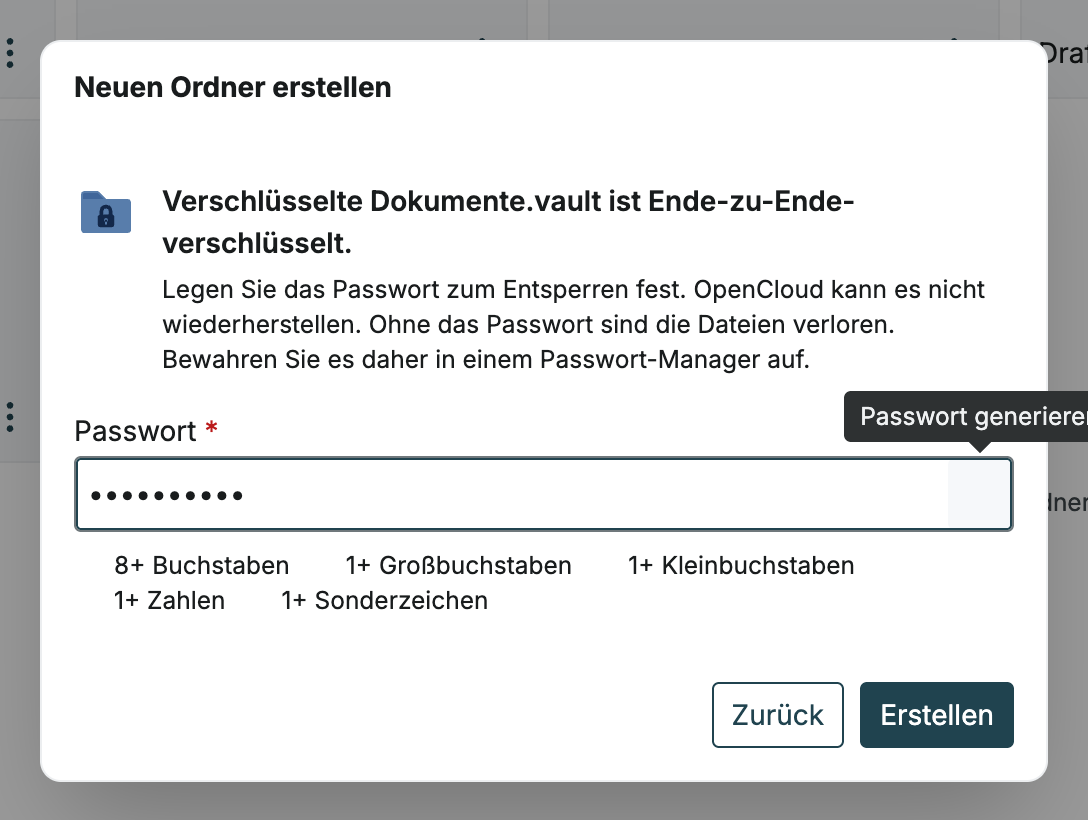 Draf
Neuen Ordner erstellen
Verschlüsselte Dokumente.vault ist Ende-zu-Ende-
verschlüsselt.
Legen Sie das Passwort zum Entsperren fest. OpenCloud kann es nicht
wiederherstellen. Ohne das Passwort sind die Dateien verloren.
Bewahren Sie es daher in einem Passwort-Manager auf.
Passwort generieren
Passwort *
••••••••••
dner
8+ Buchstaben 1+ Großbuchstaben 1+ Kleinbuchstaben
1+ Zahlen 1+ Sonderzeichen
Zurück Erstellen